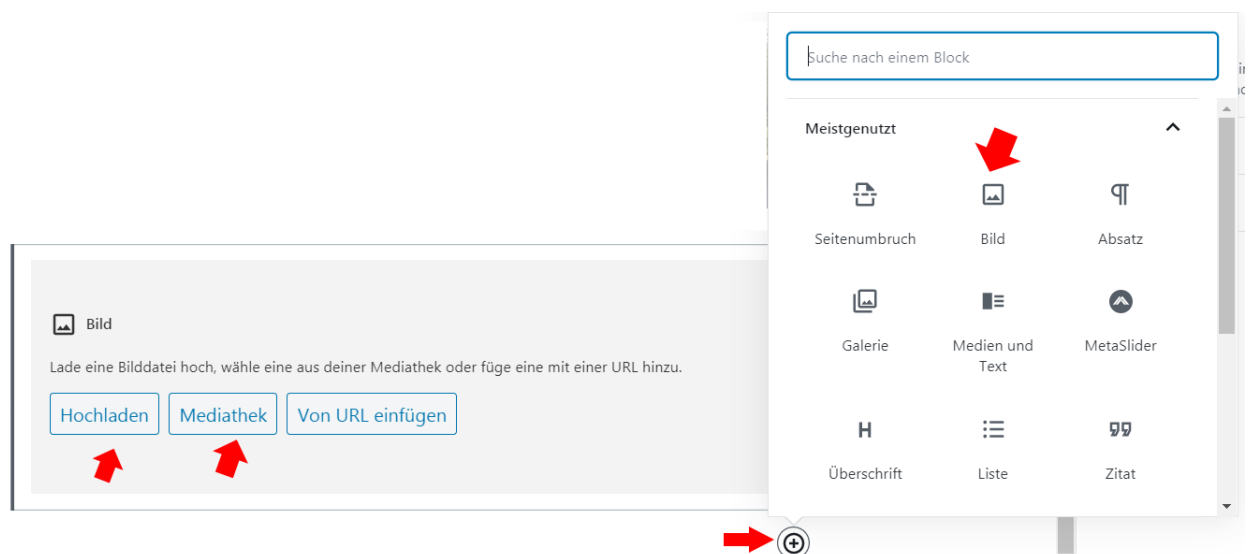 Suche nach einem Block
Meistgenutzt
Seitenumbruch
Bild
Absatz
Galerie
Medien und
Text
MetaSlider
Überschrift
Liste
Zitat
Bild
Lade eine Bilddatei hoch, wähle eine aus deiner Mediathek oder füge eine mit einer URL hinzu.
Hochladen
Mediathek
Von URL einfügen